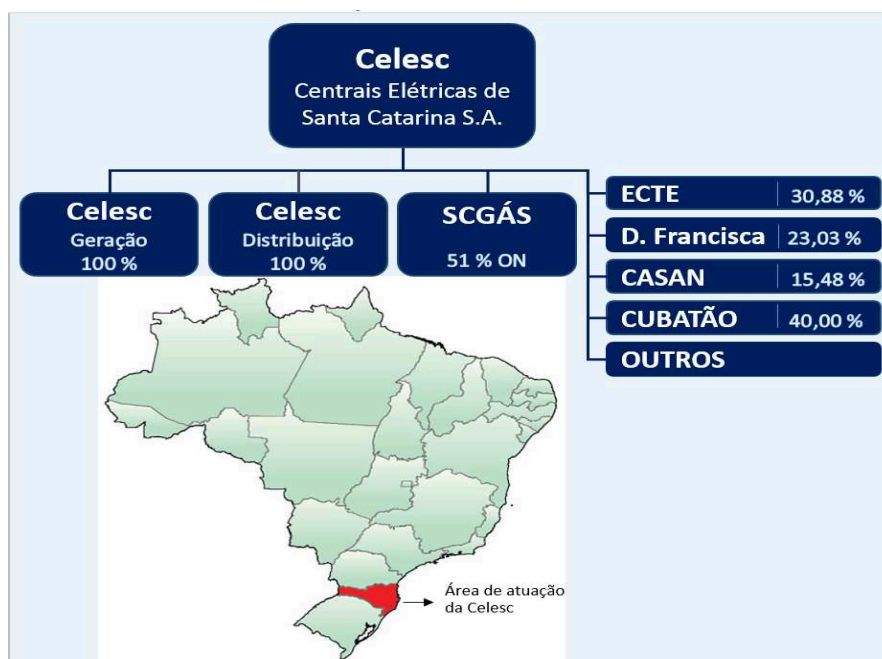 Celesc
Centrais Elétricas de
Santa Catarina S.A.
Celesc
Geração
100 %
Celesc
Distribuição
100 %
SCGÁS
51 % ON
ECTE 30,88 %
D. Francisca 23,03 %
CASAN 15,48 %
CUBATÃO 40,00 %
OUTROS
Área de atuação
da Celesc